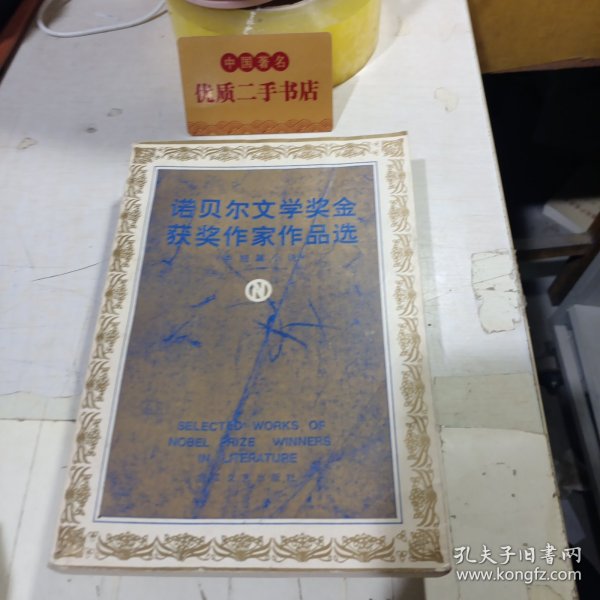 中国著名
优质二手书店
诺贝尔文学奖金
获奖作家作品选
N
SELECTED WORKS OF
NOBEL PRIZE WINNERS
IN LITERATURE
孔夫子旧书网
www.kongfz.com